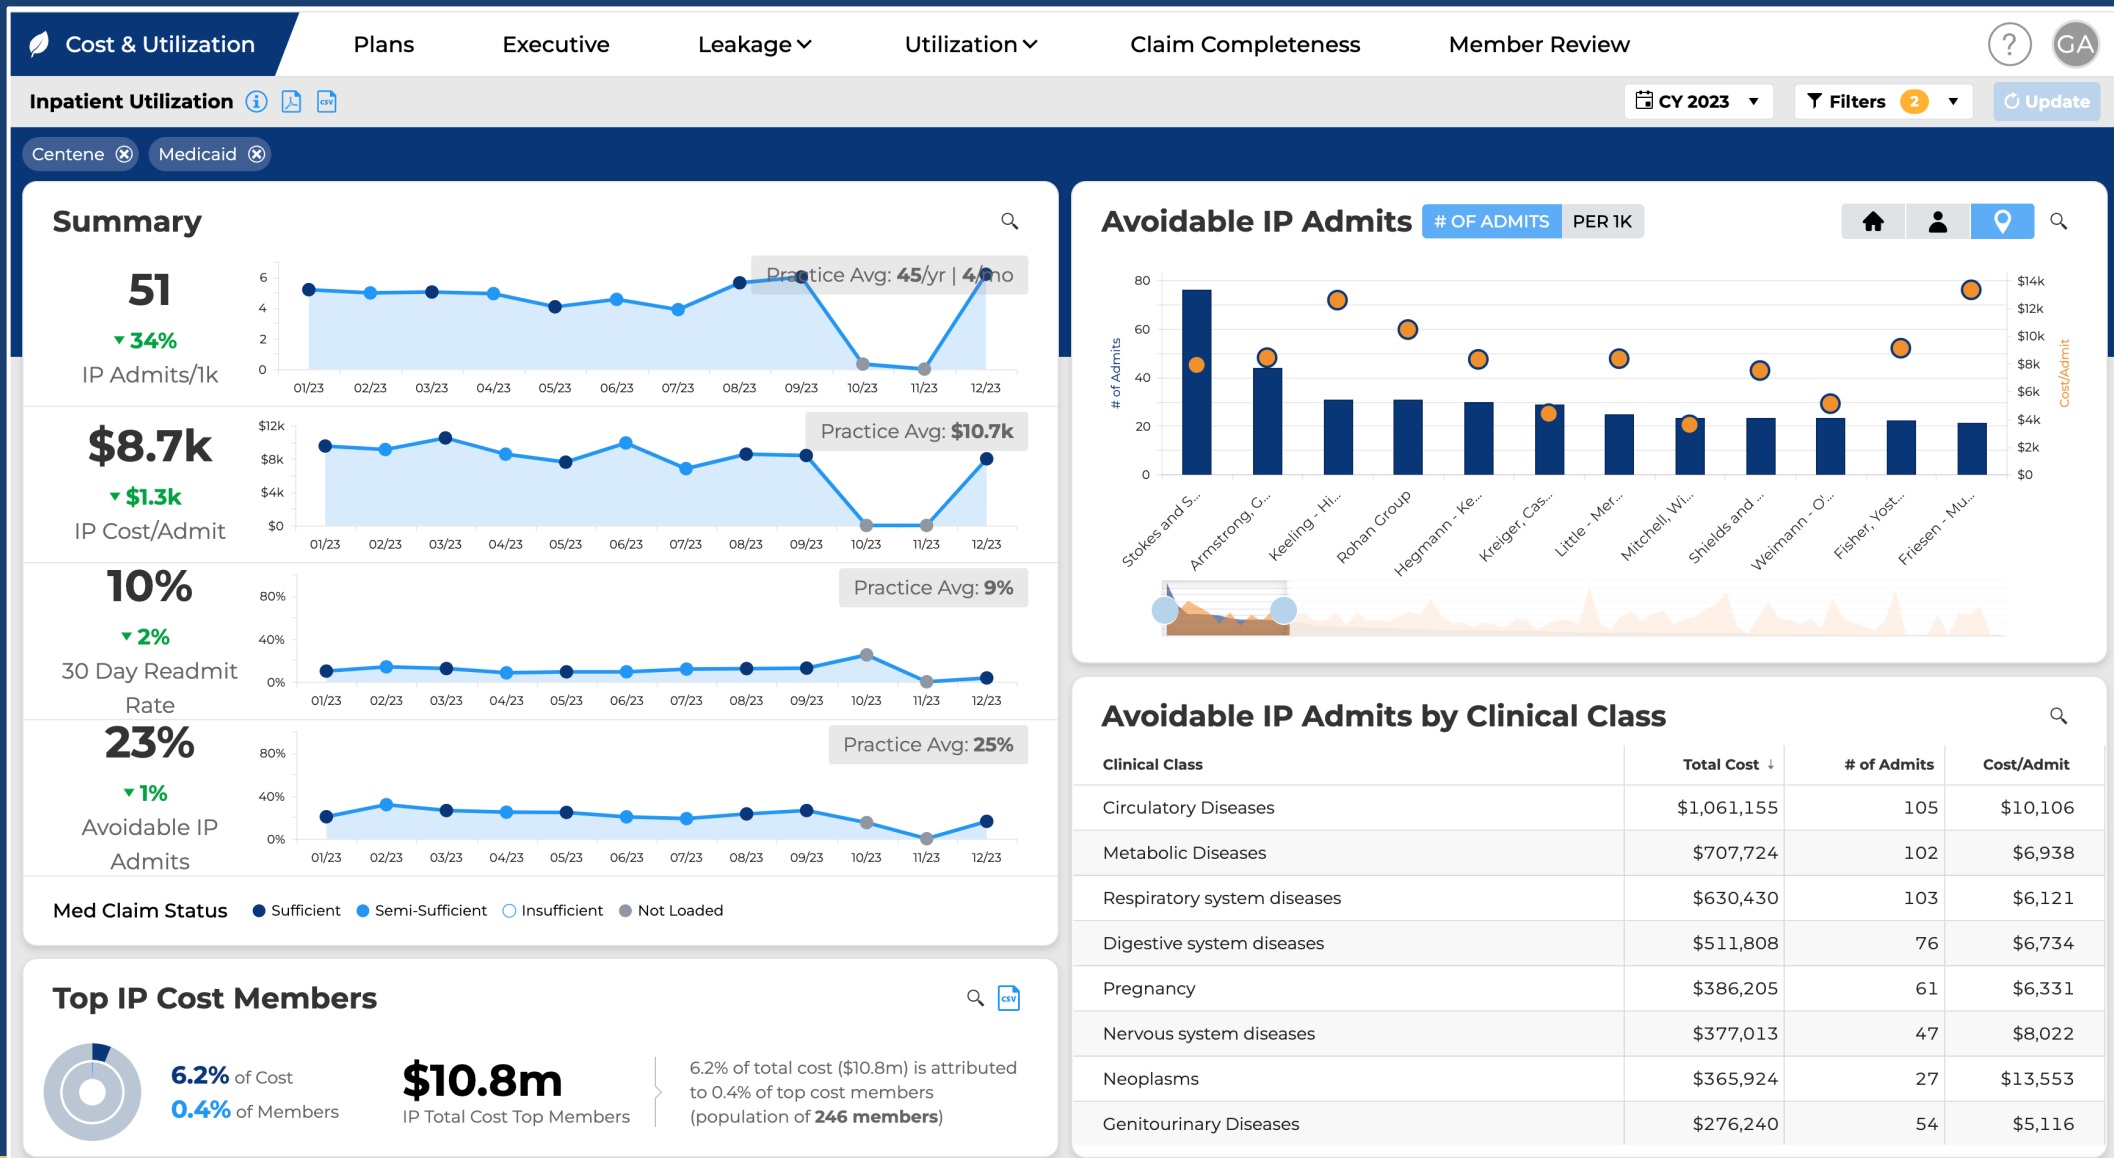 Cost & Utilization
Plans
Executive
Leakage
Utilization
Claim Completeness
Member Review
?
GA
Inpatient Utilization
csv
CY 2023
Filters 2
Update
Centene
Medicaid
Summary
51
34%
IP Admits/1k
Practice Avg: 45/yr | 4/mo
6
4
2
0
01/23 02/23 03/23 04/23 05/23 06/23 07/23 08/23 09/23 10/23 11/23 12/23
$8.7k
$1.3k
IP Cost/Admit
Practice Avg: $10.7k
$12k
$8k
$4k
$0
01/23 02/23 03/23 04/23 05/23 06/23 07/23 08/23 09/23 10/23 11/23 12/23
10%
2%
30 Day Readmit
Rate
Practice Avg: 9%
80%
40%
0%
01/23 02/23 03/23 04/23 05/23 06/23 07/23 08/23 09/23 10/23 11/23 12/23
23%
1%
Avoidable IP
Admits
Practice Avg: 25%
80%
40%
0%
01/23 02/23 03/23 04/23 05/23 06/23 07/23 08/23 09/23 10/23 11/23 12/23
Med Claim Status Sufficient Semi-Sufficient Insufficient Not Loaded
Top IP Cost Members
csv
6.2% of Cost
0.4% of Members
$10.8m
IP Total Cost Top Members
6.2% of total cost ($10.8m) is attributed
to 0.4% of top cost members
(population of 246 members)
Avoidable IP Admits
# OF ADMITS PER 1K
# of Admits
80
60
40
20
0
$14k
$12k
$10k
$8k
$6k
$4k
$2k
$0
Cost/Admit
Stokes and S...
Armstrong, G...
Keeling - Hi...
Rohan Group
Hegmann - Ke...
Kreiger, Cas...
Little - Mer...
Mitchell, Wi...
Shields and ...
Weimann - O'...
Fisher, Yost...
Friesen - Mu...
Avoidable IP Admits by Clinical Class
Clinical Class Total Cost ↓ # of Admits Cost/Admit
Circulatory Diseases $1,061,155 105 $10,106
Metabolic Diseases $707,724 102 $6,938
Respiratory system diseases $630,430 103 $6,121
Digestive system diseases $511,808 76 $6,734
Pregnancy $386,205 61 $6,331
Nervous system diseases $377,013 47 $8,022
Neoplasms $365,924 27 $13,553
Genitourinary Diseases $276,240 54 $5,116